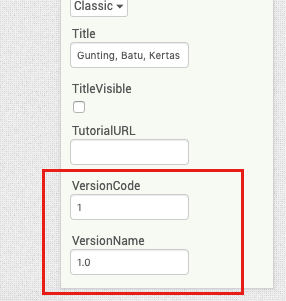 Classic
Title
Gunting, Batu, Kertas
TitleVisible
TutorialURL
VersionCode
1
VersionName
1.0